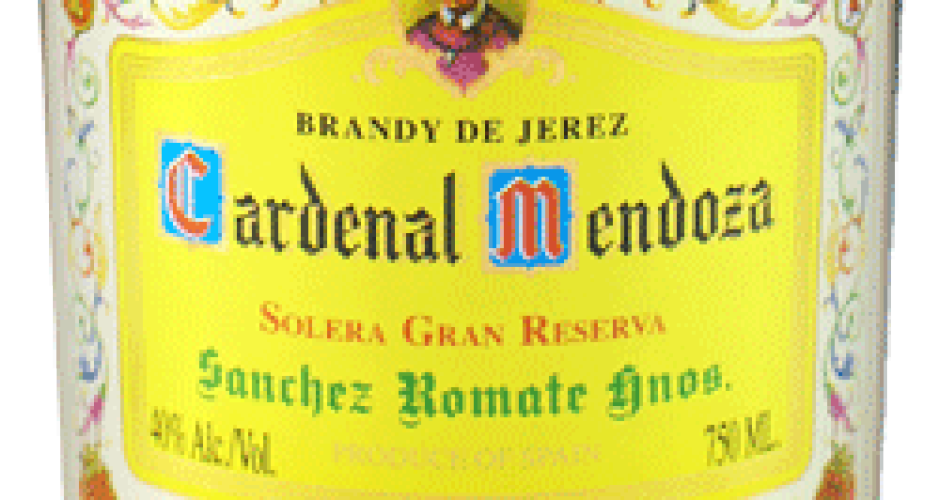 BRANDY DE JEREZ
Cardenal Mendoza
SOLERA GRAN RESERVA
Sanchez Romate Hnos.
40% Alc./Vol. 750 ML.
PRODUCE OF SPAIN